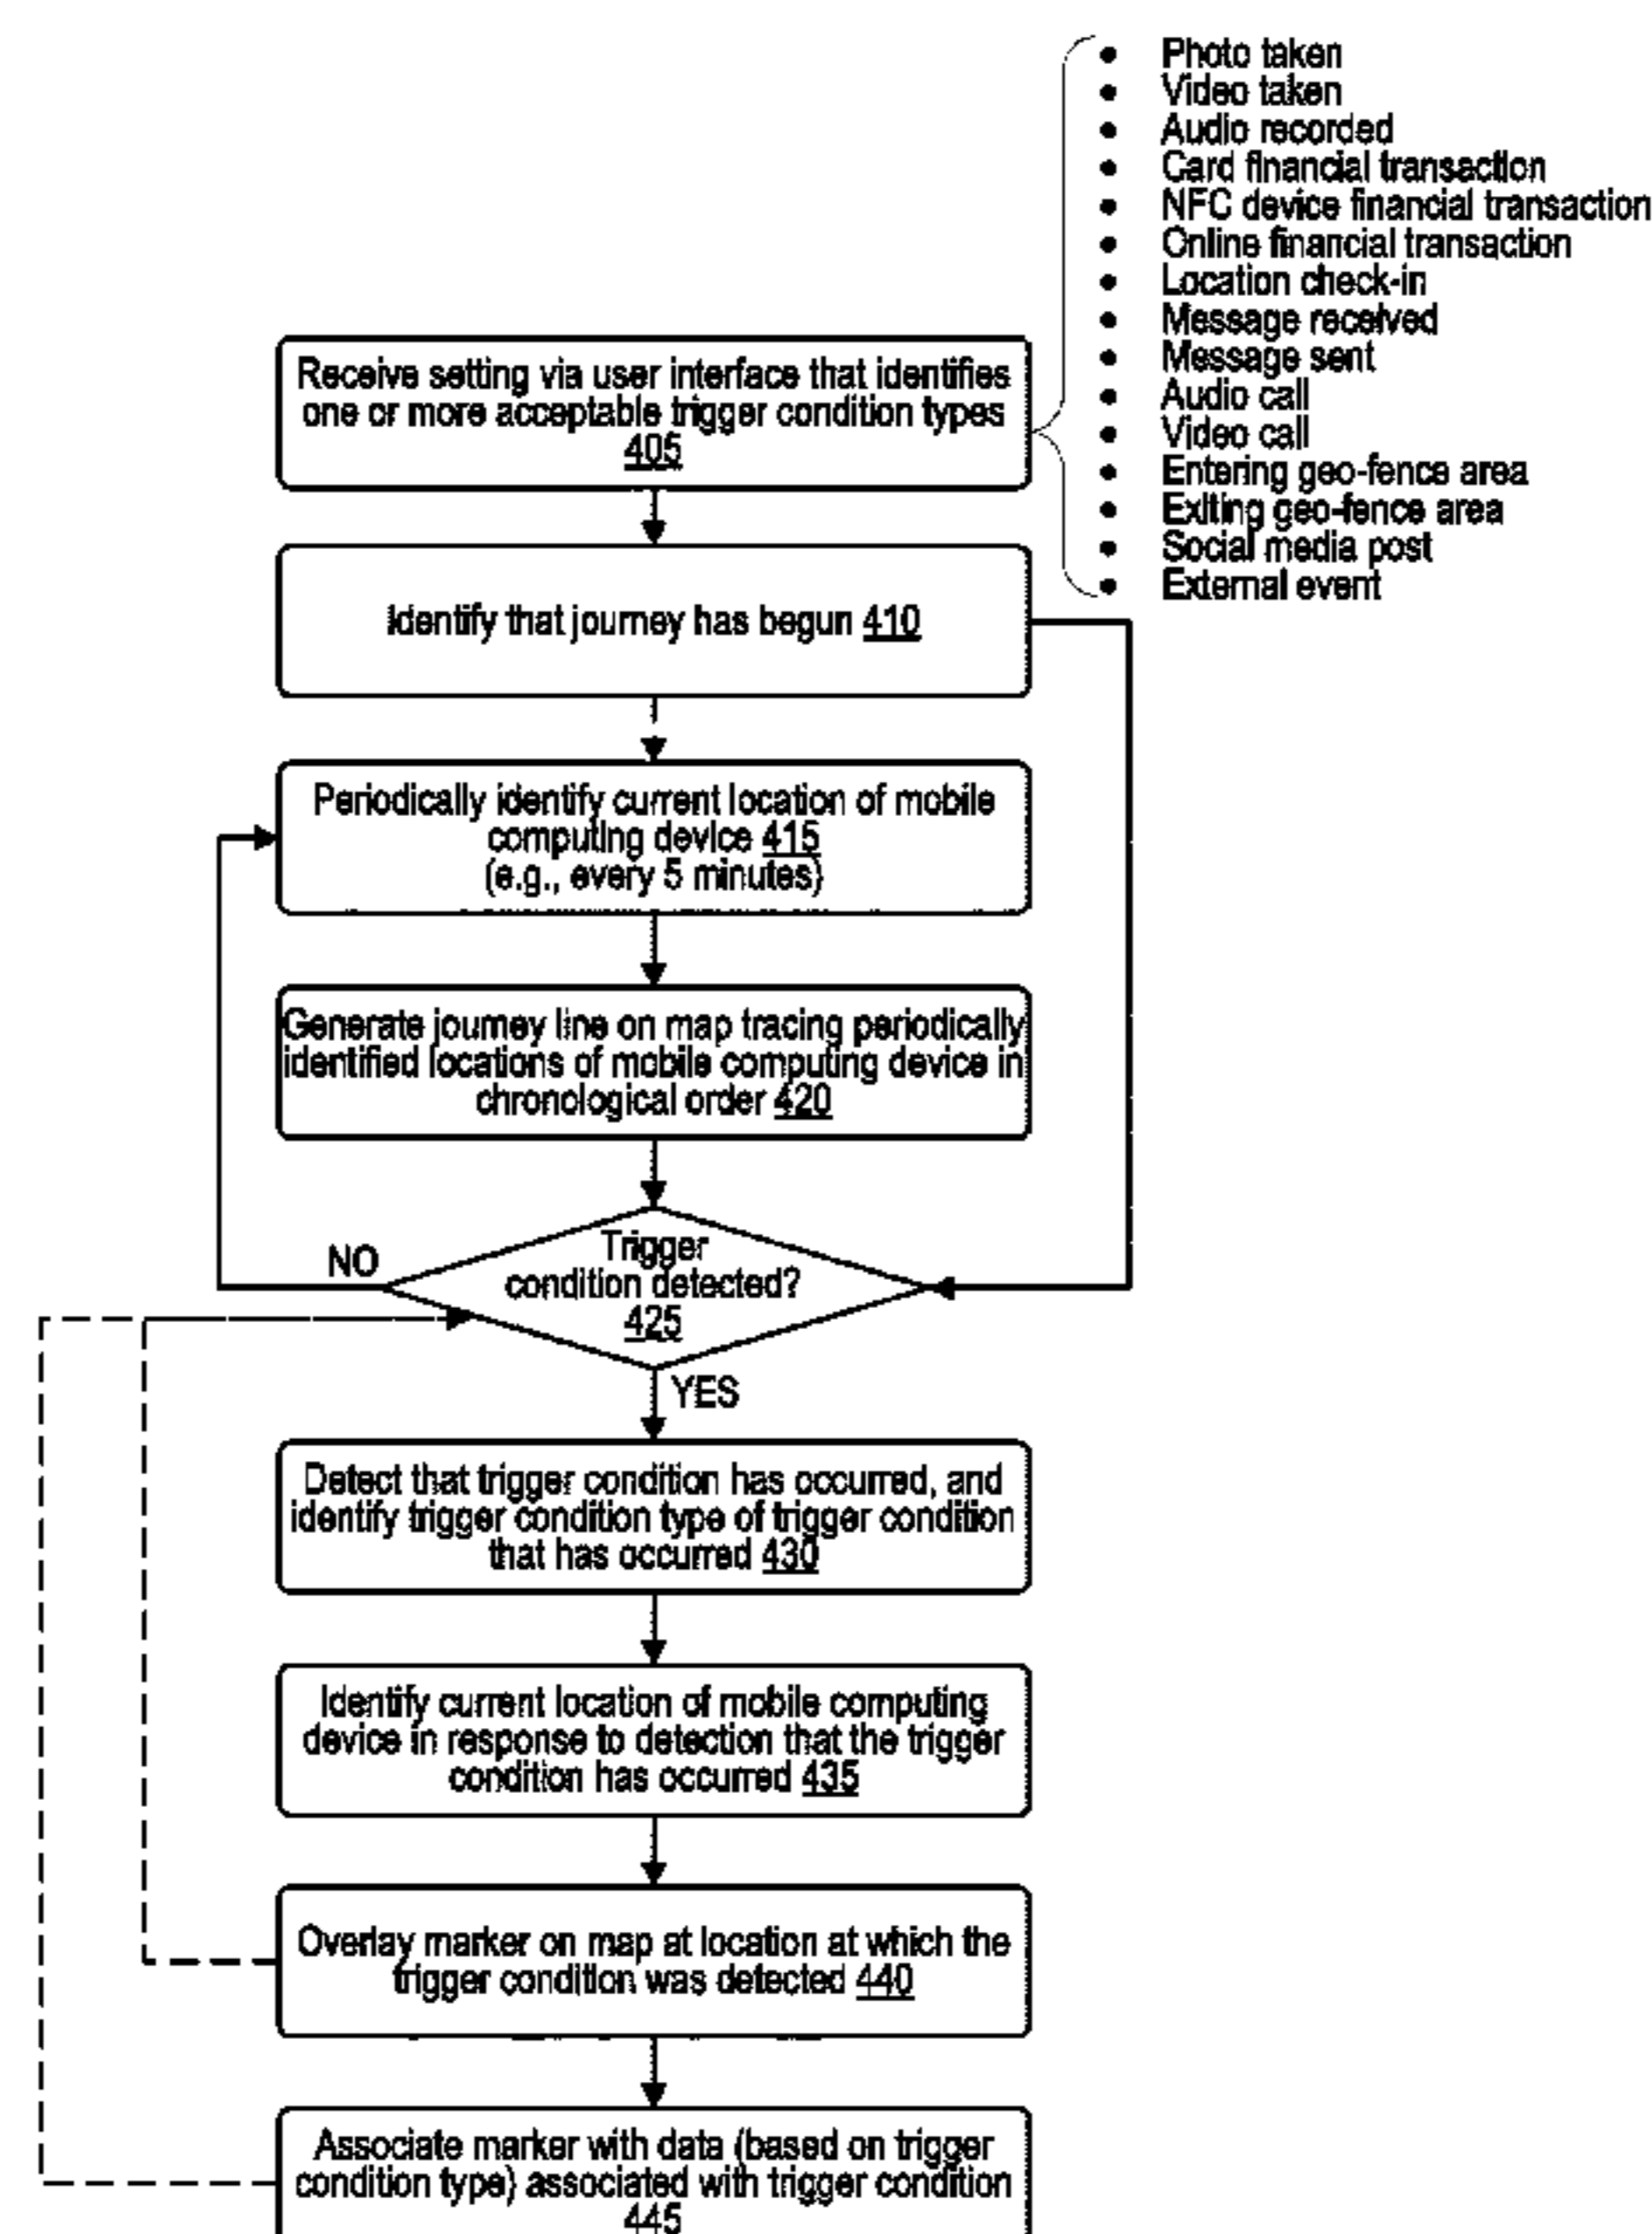 Photo taken
Video taken
Audio recorded
Card financial transaction
NFC device financial transaction
Online financial transaction
Location check-in
Message received
Message sent
Audio call
Video call
Entering geo-fence area
Exiting geo-fence area
Social media post
External event
Receive setting via user interface that identifies
one or more acceptable trigger condition types
405
Identify that journey has begun 410
Periodically identify current location of mobile
computing device 415
(e.g., every 5 minutes)
Generate journey line on map tracing periodically
identified locations of mobile computing device in
chronological order 420
Trigger
condition detected?
425
NO
YES
Detect that trigger condition has occurred, and
identify trigger condition type of trigger condition
that has occurred 430
Identify current location of mobile computing
device in response to detection that the trigger
condition has occurred 435
Overlay marker on map at location at which the
trigger condition was detected 440
Associate marker with data (based on trigger
condition type) associated with trigger condition
445